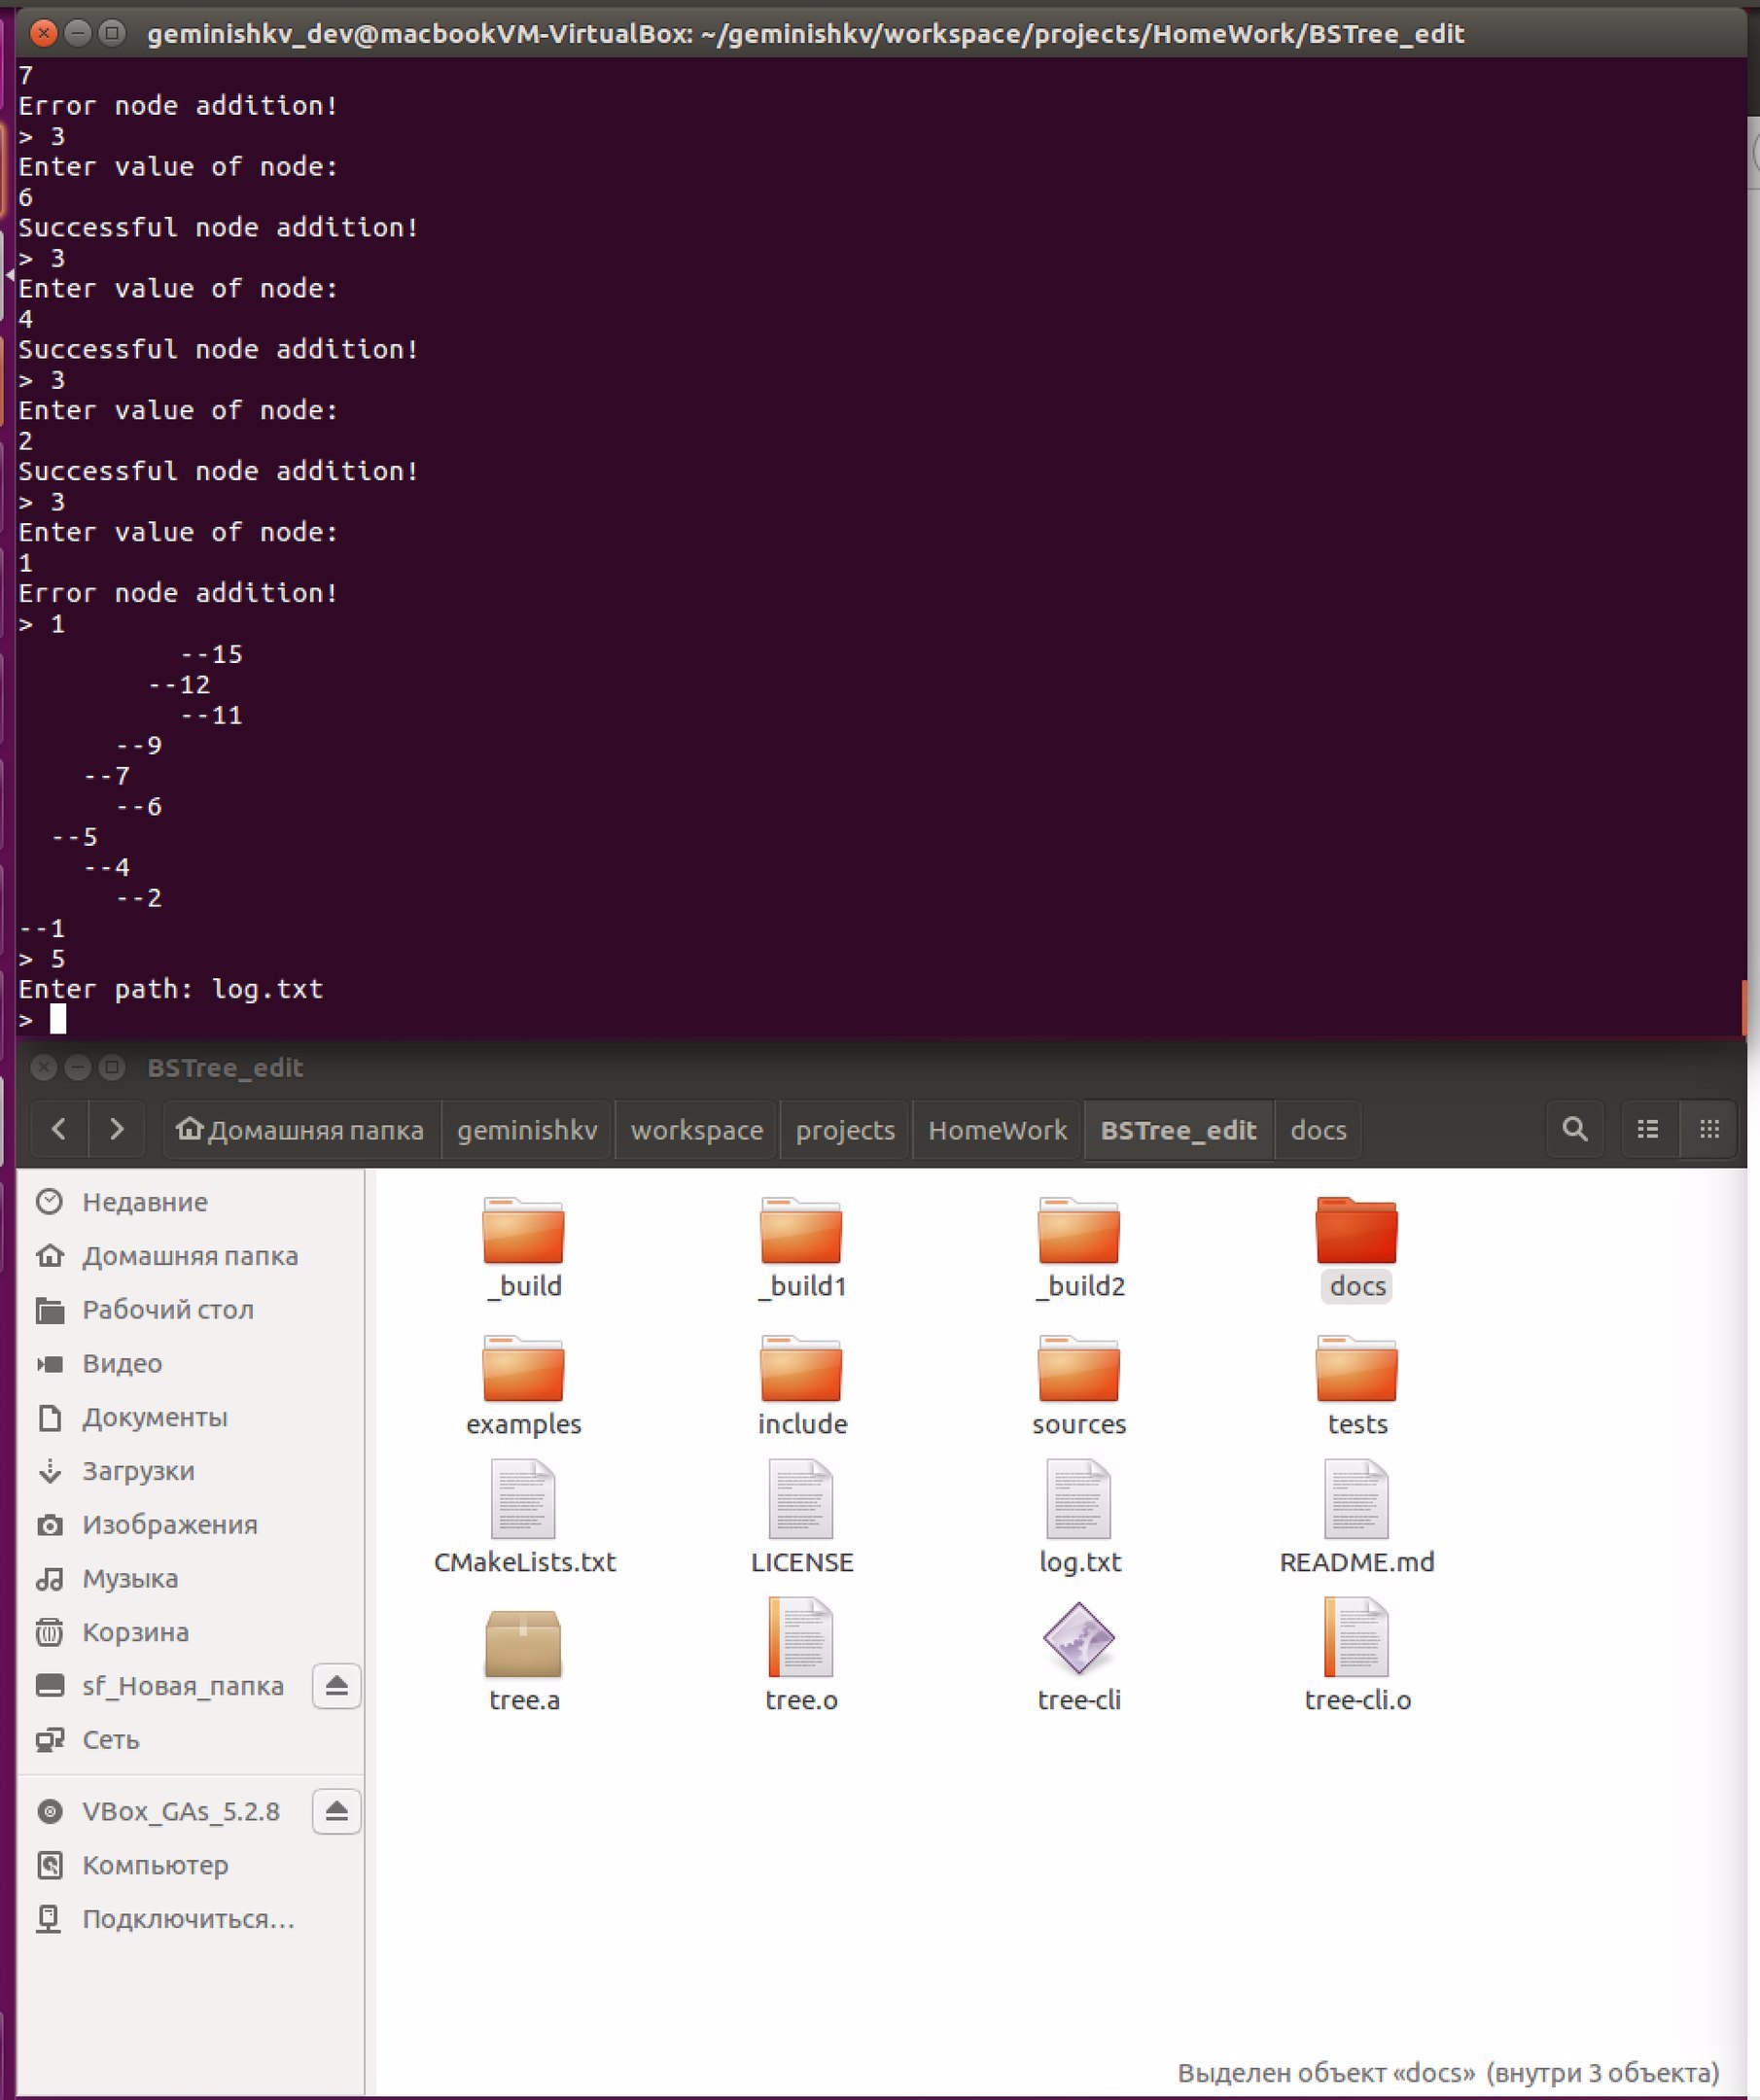 geminishkv_dev@macbookVM-VirtualBox: ~/geminishkv/workspace/projects/HomeWork/BSTree_edit
7
Error node addition!
> 3
Enter value of node:
6
Successful node addition!
> 3
Enter value of node:
4
Successful node addition!
> 3
Enter value of node:
2
Successful node addition!
> 3
Enter value of node:
1
Error node addition!
> 1
          --15
        --12
          --11
      --9
    --7
      --6
  --5
    --4
      --2
--1
> 5
Enter path: log.txt
>
BSTree_edit
Домашняя папка geminishkv workspace projects HomeWork BSTree_edit docs
Недавние
Домашняя папка
Рабочий стол
Видео
Документы
Загрузки
Изображения
Музыка
Корзина
sf_Новая_папка
Сеть
VBox_GAs_5.2.8
Компьютер
Подключиться...
_build _build1 _build2 docs
examples include sources tests
CMakeLists.txt LICENSE log.txt README.md
tree.a tree.o tree-cli tree-cli.o
Выделен объект «docs» (внутри 3 объекта)